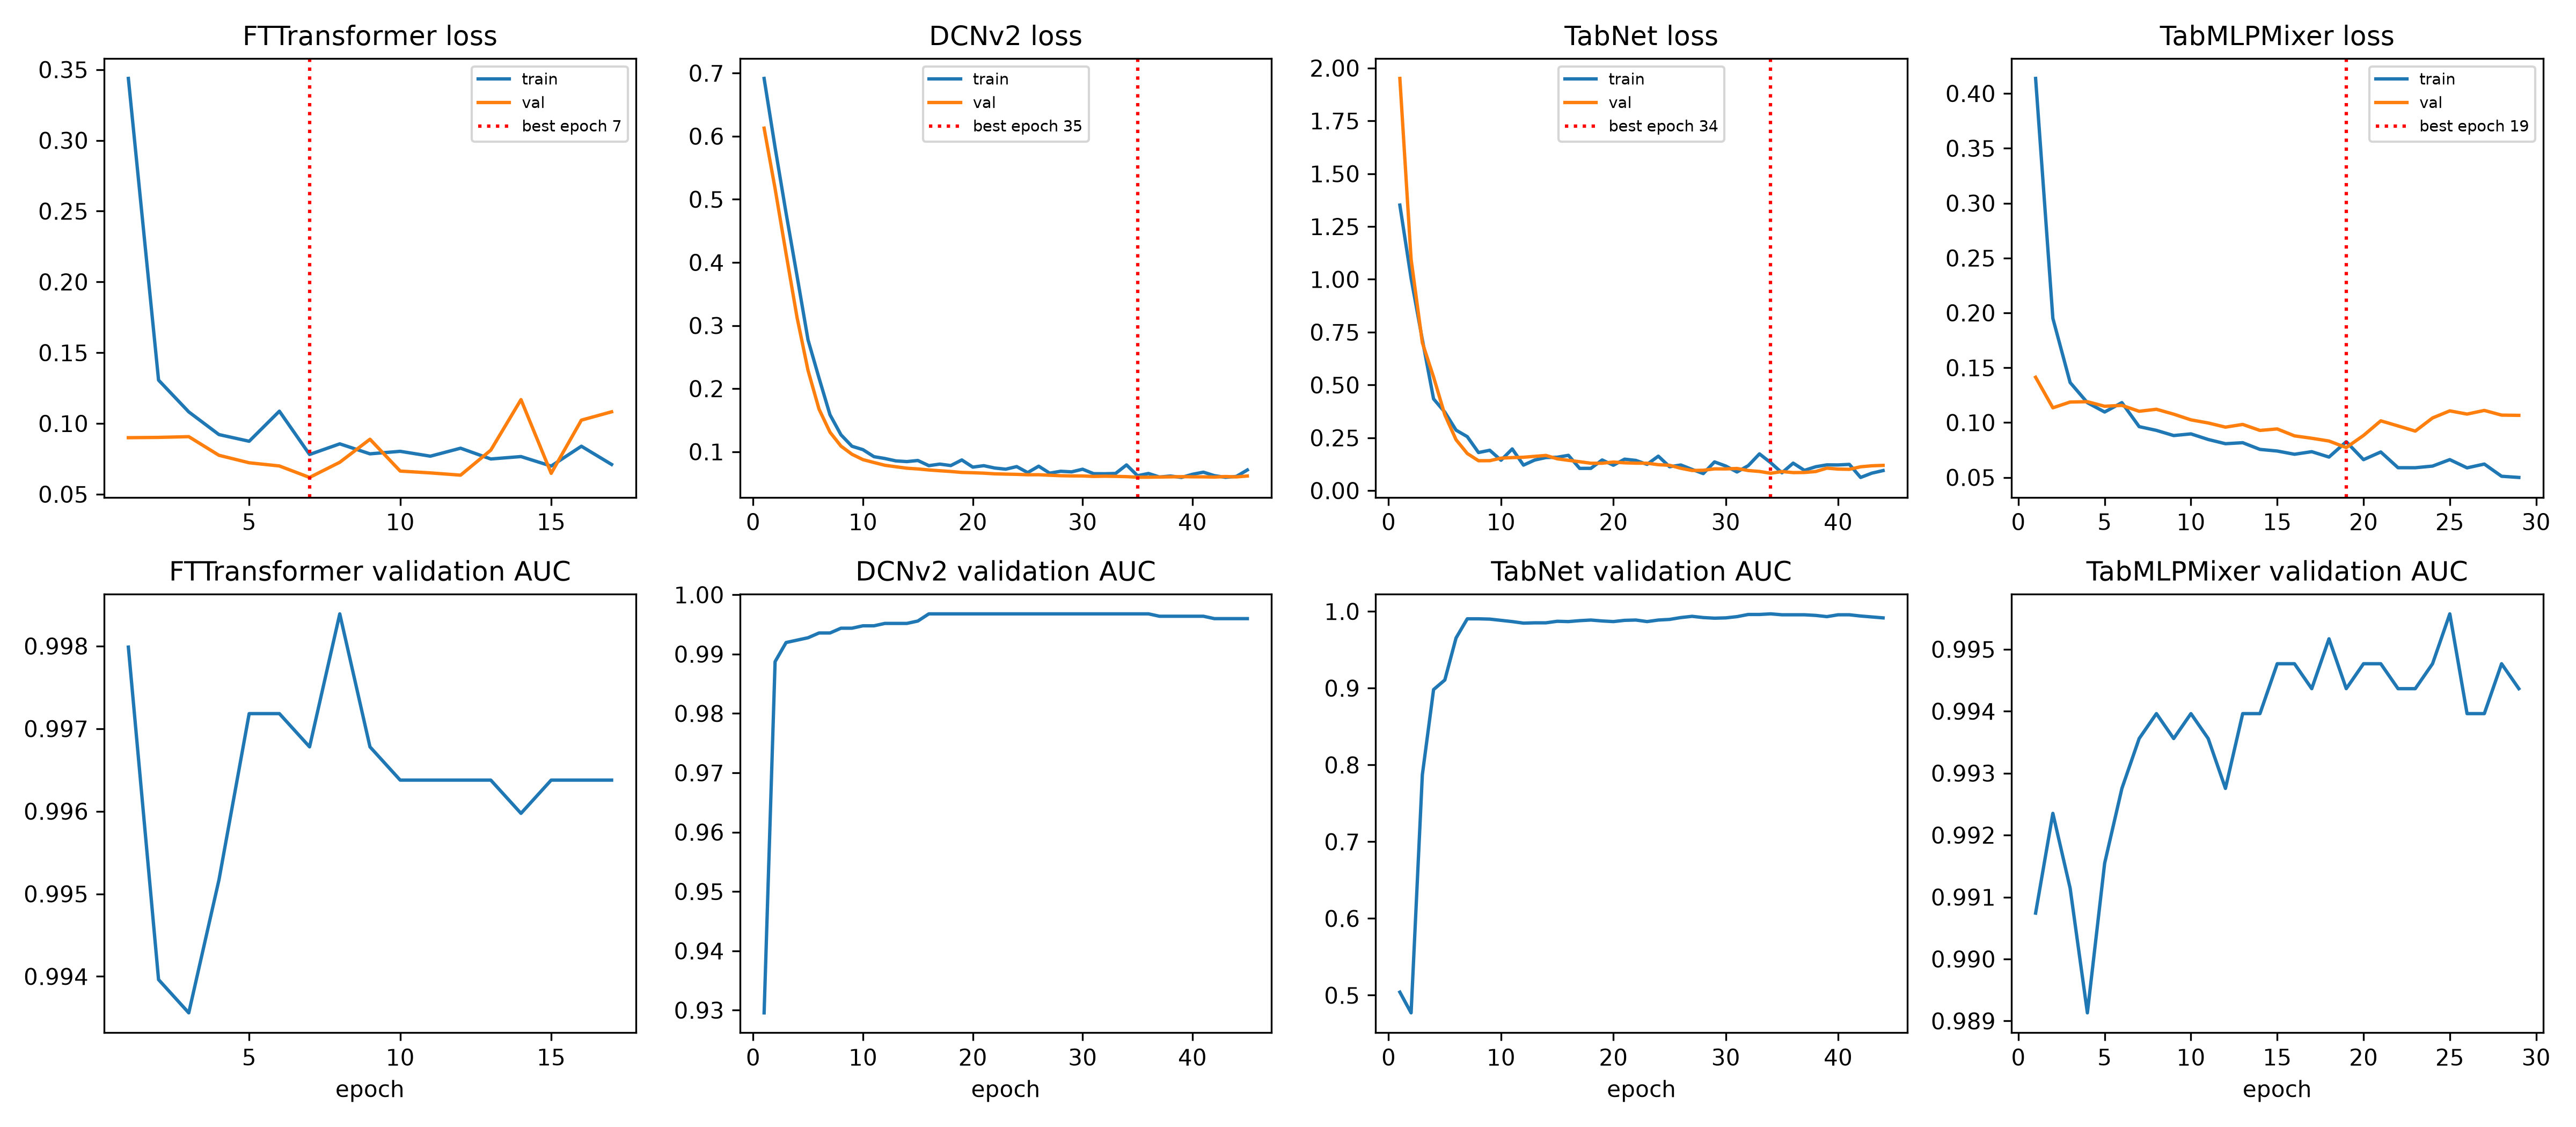 FTTransformer loss
0.35
0.30
0.25
0.20
0.15
0.10
0.05
5 10 15
train
val
best epoch 7
DCNv2 loss
0.7
0.6
0.5
0.4
0.3
0.2
0.1
0 10 20 30 40
train
val
best epoch 35
TabNet loss
2.00
1.75
1.50
1.25
1.00
0.75
0.50
0.25
0.00
0 10 20 30 40
train
val
best epoch 34
TabMLPMixer loss
0.40
0.35
0.30
0.25
0.20
0.15
0.10
0.05
0 5 10 15 20 25 30
train
val
best epoch 19
FTTransformer validation AUC
0.998
0.997
0.996
0.995
0.994
5 10 15
epoch
DCNv2 validation AUC
1.00
0.99
0.98
0.97
0.96
0.95
0.94
0.93
0 10 20 30 40
epoch
TabNet validation AUC
1.0
0.9
0.8
0.7
0.6
0.5
0 10 20 30 40
epoch
TabMLPMixer validation AUC
0.995
0.994
0.993
0.992
0.991
0.990
0.989
0 5 10 15 20 25 30
epoch